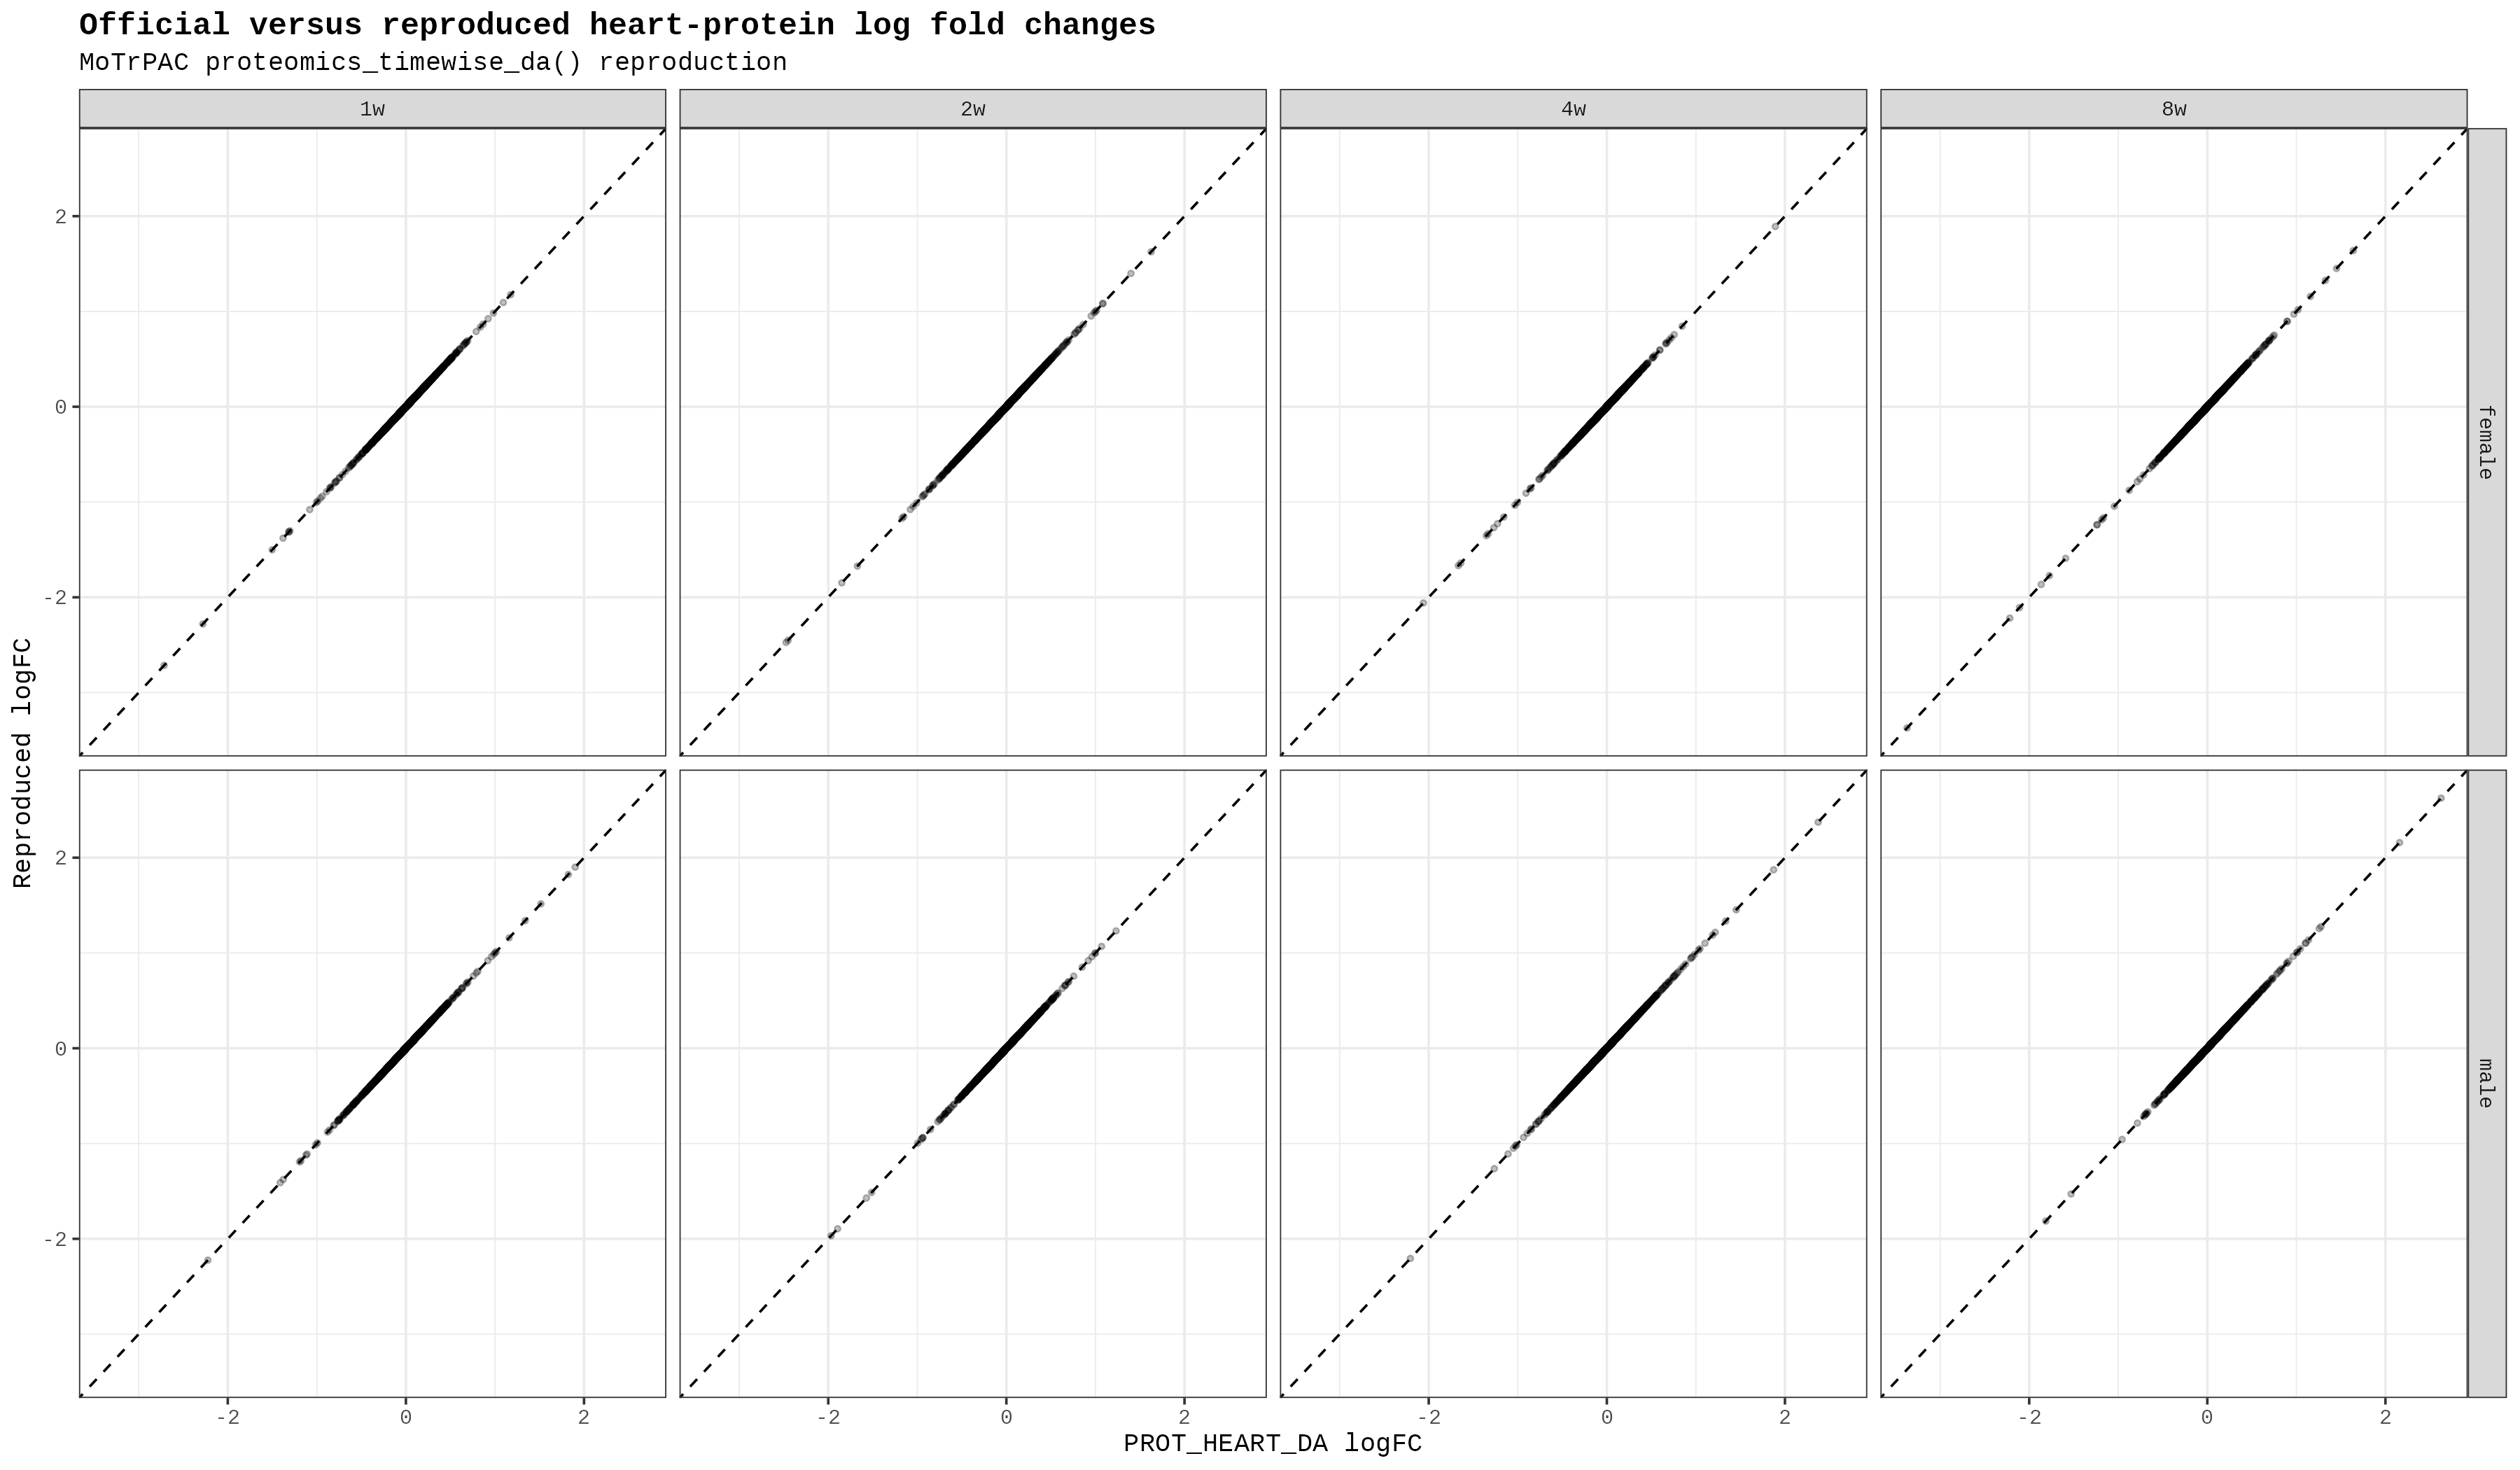 Official versus reproduced heart-protein log fold changes
MoTrPAC proteomics_timewise_da() reproduction
1w
2w
4w
8w
2
0
-2
female
2
0
-2
male
Reproduced logFC
-2
0
2
-2
0
2
-2
0
2
-2
0
2
PROT_HEART_DA logFC